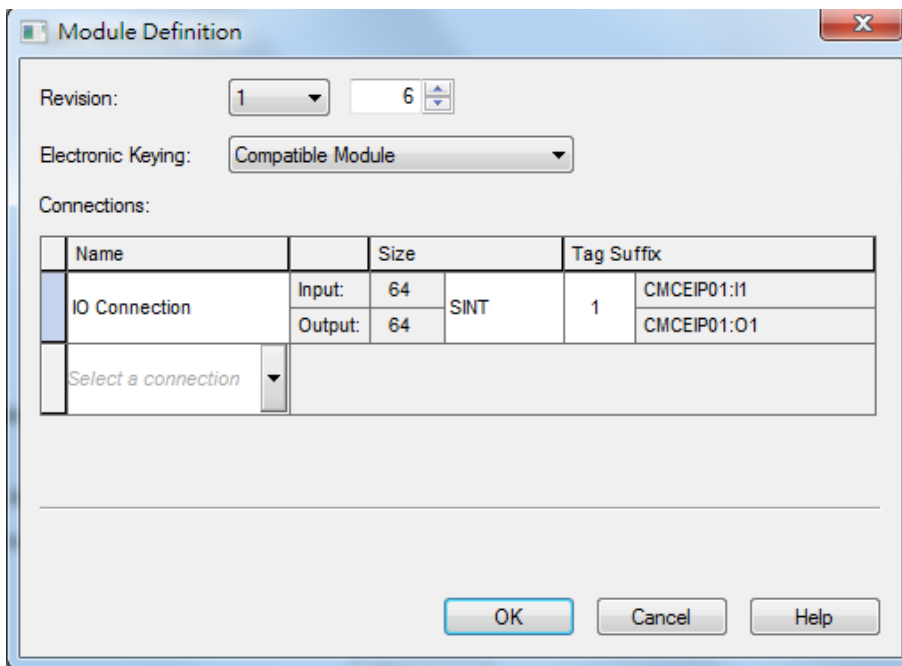 Module Definition
Revision: 1 6
Electronic Keying: Compatible Module
Connections:
Name Size Tag Suffix
IO Connection Input: 64 SINT 1 CMCEIP01:I1
Output: 64 CMCEIP01:O1
Select a connection
OK Cancel Help